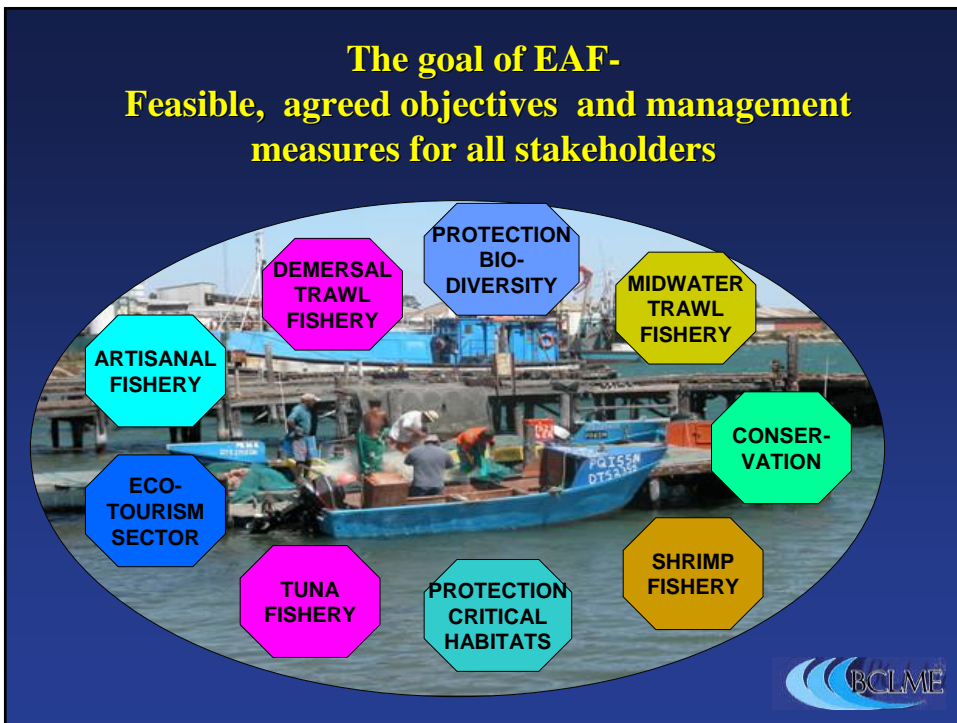 The goal of EAF-
Feasible, agreed objectives and management
measures for all stakeholders
PROTECTION
BIO-
DIVERSITY
DEMERSAL
TRAWL
FISHERY
MIDWATER
TRAWL
FISHERY
ARTISANAL
FISHERY
CONSER-
VATION
ECO-
TOURISM
SECTOR
SHRIMP
FISHERY
TUNA
FISHERY
PROTECTION
CRITICAL
HABITATS
BCLME